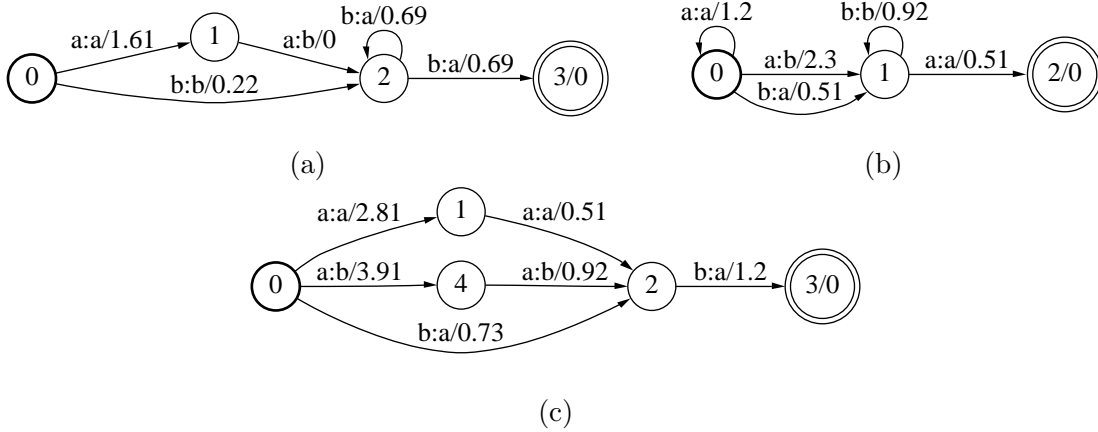 b:a/0.69
a:a/1.2
b:b/0.92
a:a/1.61
1
a:b/0
0
2
b:a/0.69
3/0
b:b/0.22
0
a:b/2.3
1
a:a/0.51
2/0
b:a/0.51
(a)
(b)
a:a/2.81
1
a:a/0.51
0
a:b/3.91
4
a:b/0.92
2
b:a/1.2
3/0
b:a/0.73
(c)